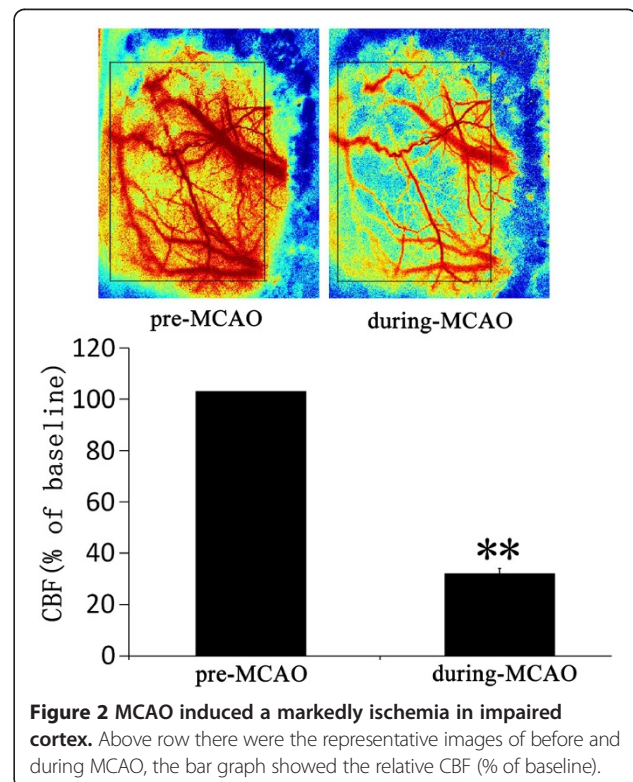 pre-MCAO during-MCAO
120
100
80
60
40
20
0
CBF(% of baseline)
**
pre-MCAO during-MCAO
Figure 2 MCAO induced a markedly ischemia in impaired
cortex. Above row there were the representative images of before and
during MCAO, the bar graph showed the relative CBF (% of baseline).